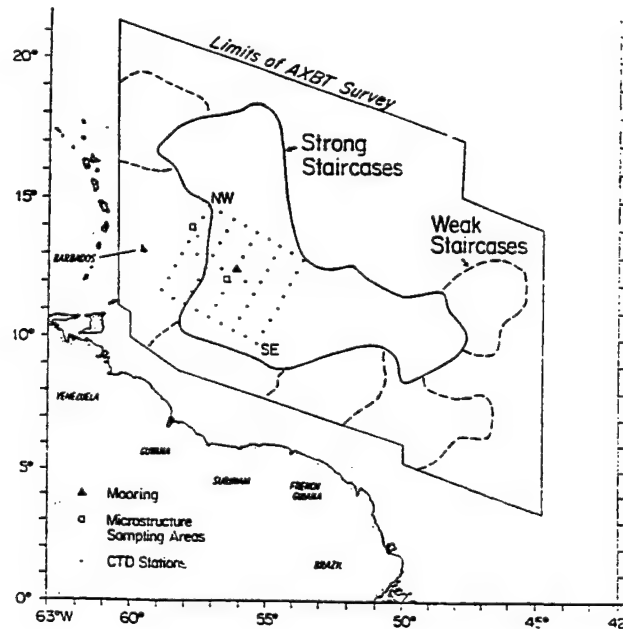 20°
15°
10°
5°
0°
63°W
60°
55°
50°
45°
42
Limits of AXBT Survey
Strong
Staircases
Weak
Staircases
NW
SE
BARBADOS
VENEZUELA
GUYANA
SURINAM
FRENCH
GUIANA
BRAZIL
Mooring
Microstructure
Sampling Areas
CTD Stations